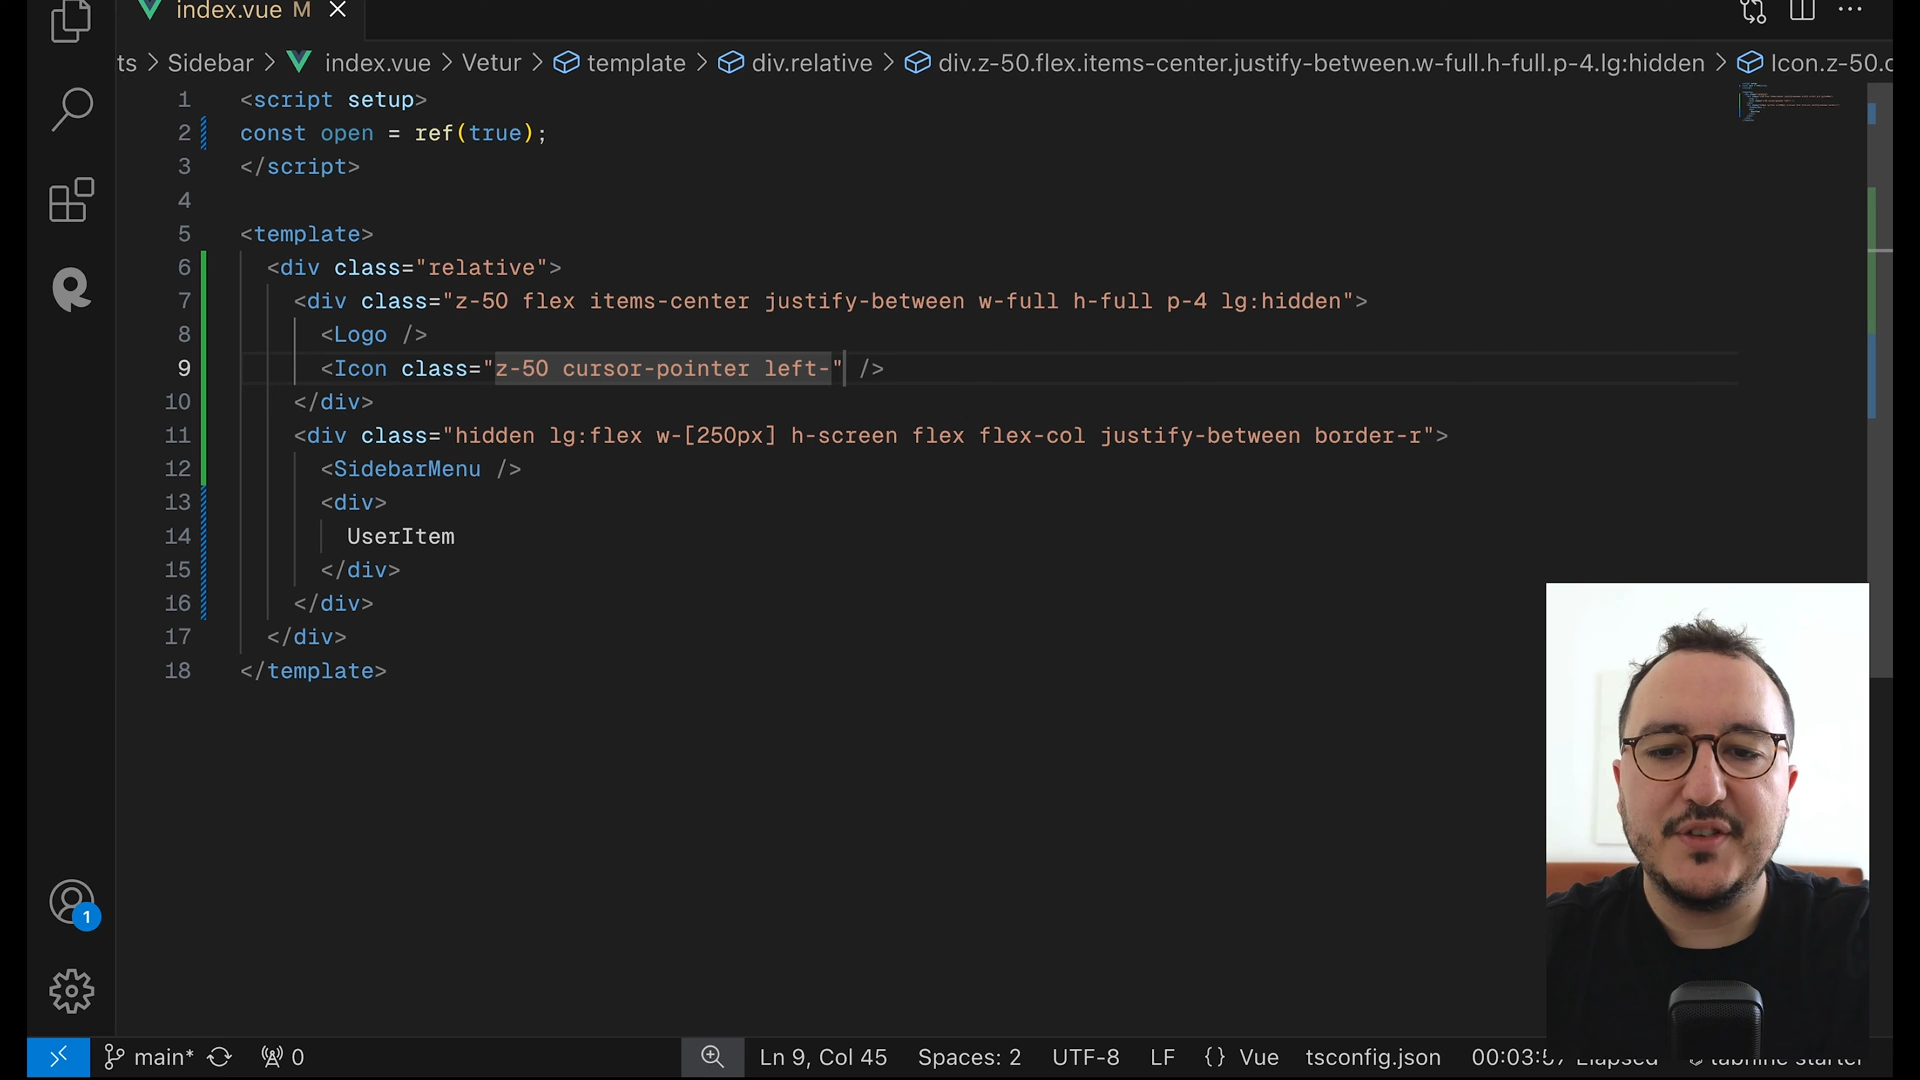 index.vue M
ts > Sidebar > index.vue > Vetur > template > div.relative > div.z-50.flex.items-center.justify-between.w-full.h-full.p-4.lg:hidden > Icon.z-50.c
1 <script setup>
2 const open = ref(true);
3 </script>
4
5 <template>
6 <div class="relative">
7 <div class="z-50 flex items-center justify-between w-full h-full p-4 lg:hidden">
8 <Logo />
9 <Icon class="z-50 cursor-pointer left-" />
10 </div>
11 <div class="hidden lg:flex w-[250px] h-screen flex flex-col justify-between border-r">
12 <SidebarMenu />
13 <div>
14 UserItem
15 </div>
16 </div>
17 </div>
18 </template>
1
main* 0 Ln 9, Col 45 Spaces: 2 UTF-8 LF {} Vue tsconfig.json Elapsed tabnine starter